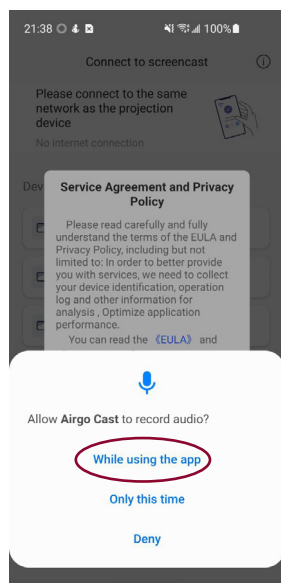 21:38 100%
Connect to screencast
Please connect to the same
network as the projection
device
No internet connection
Dev
Service Agreement and Privacy
Policy
Please read carefully and fully
understand the terms of the EULA and
Privacy Policy, including but not
limited to: In order to better provide
you with services, we need to collect
your device identification, operation
log and other information for
analysis , Optimize application
performance.
You can read the 《EULA》 and
Allow Airgo Cast to record audio?
While using the app
Only this time
Deny